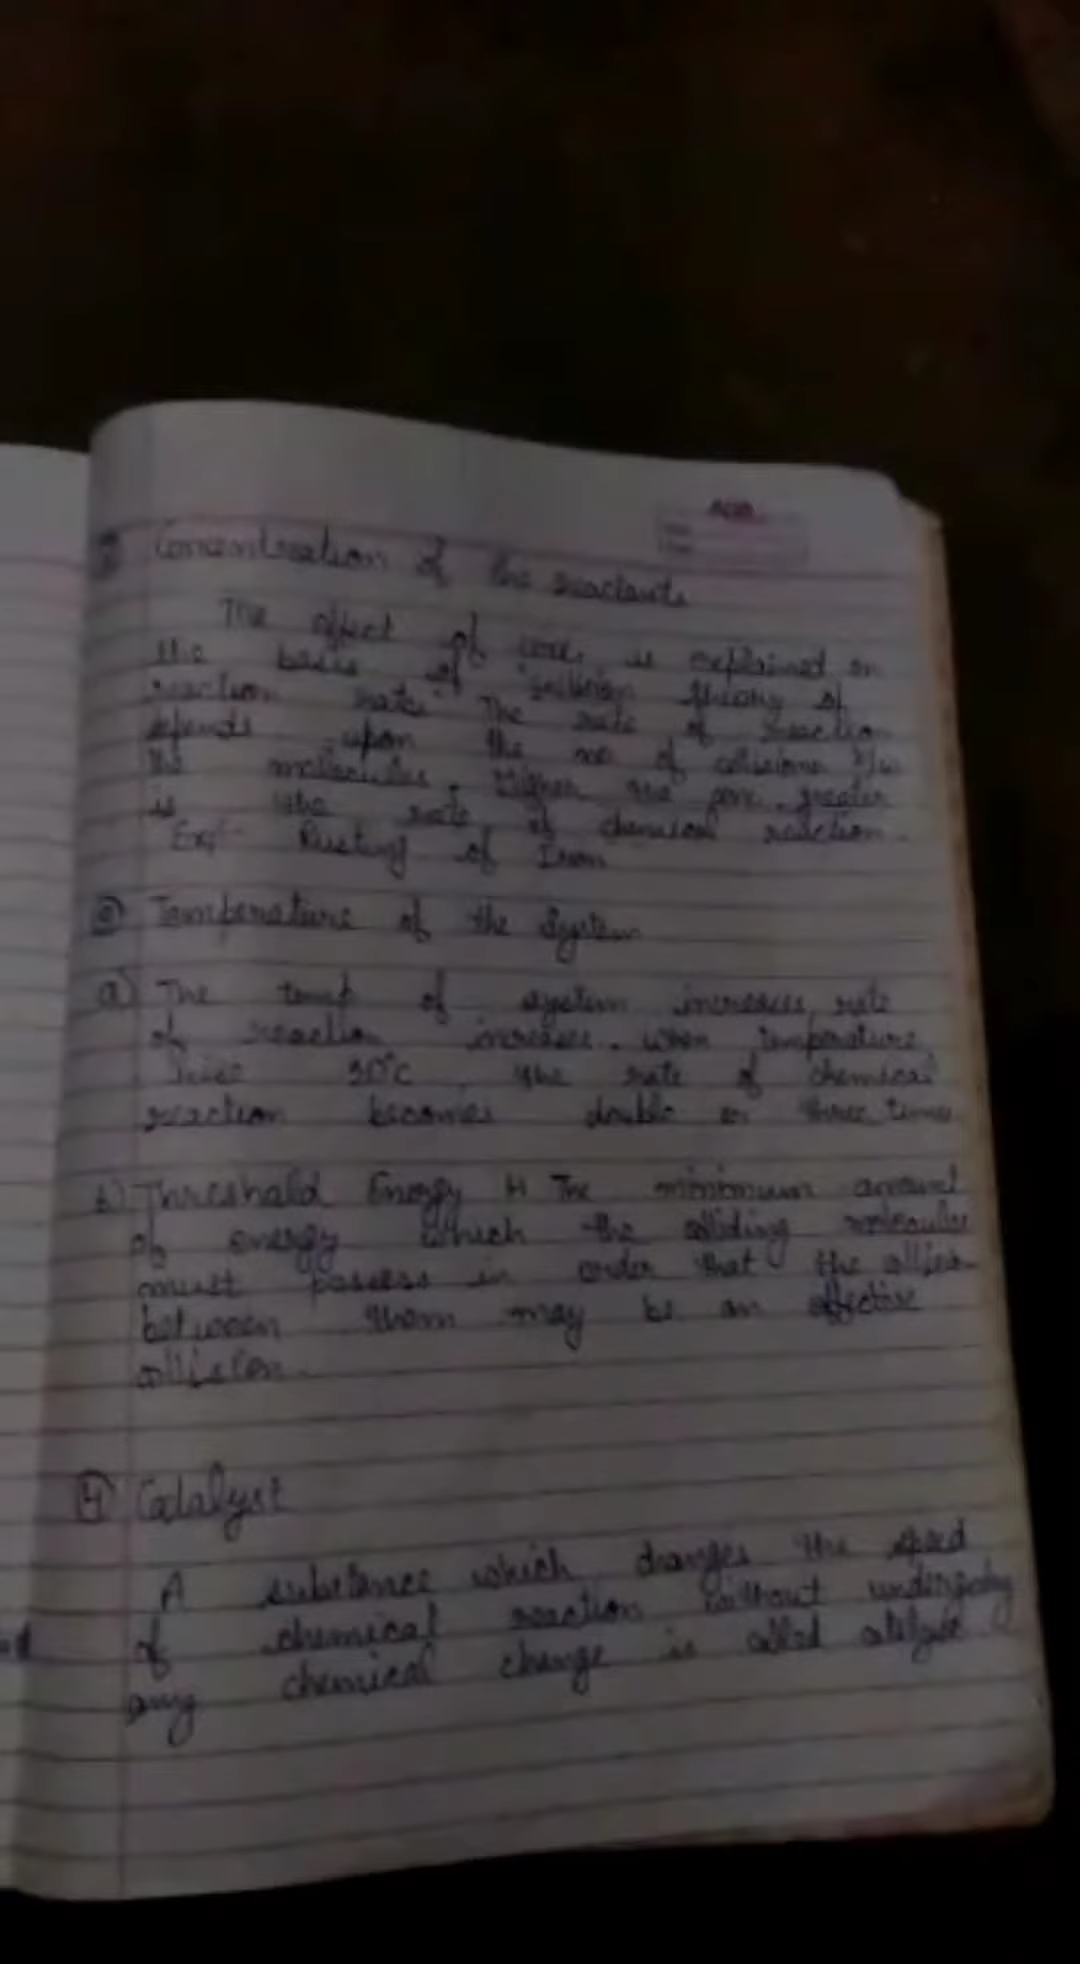 Concentration of the reactants
The effect of conc. is explained on
the basis of "collision theory of
reaction rate" The rate of reaction
depends upon the no of collisions b/w
the molecules. Higher the greater
is the rate of chemical reaction.
Ex:- Rusting of Iron
③ Temperature of the System
a) The temp of system increases rate
of reaction increases. when temperature
10°C the rate of chemical
reaction becomes double or three times
b) Threshold Energy The minimum amount
of energy which the colliding molecules
must possess in order that the
between them may be an effective
collision.
④ Catalyst
A substance which changes the speed
of chemical reaction without undergoing
any chemical change is called catalyst